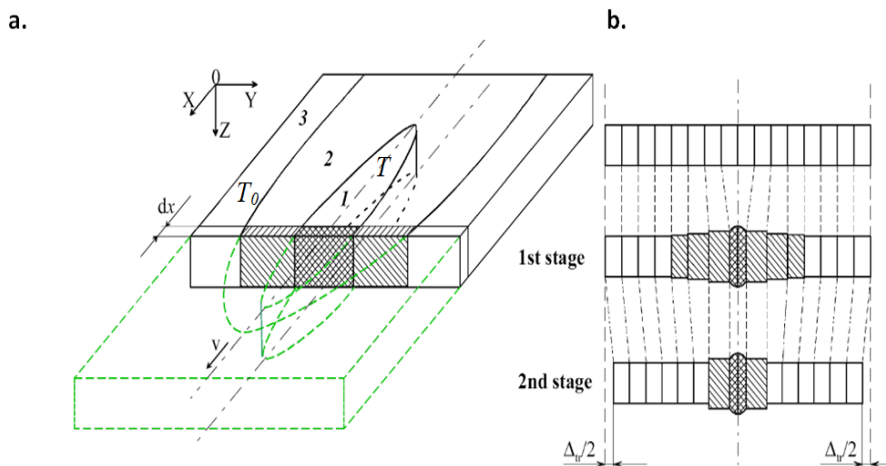 a.
0
X
Y
Z
3
2
T
T₀
1
dx
v
b.
1st stage
2nd stage
Δtr/2
Δtr/2